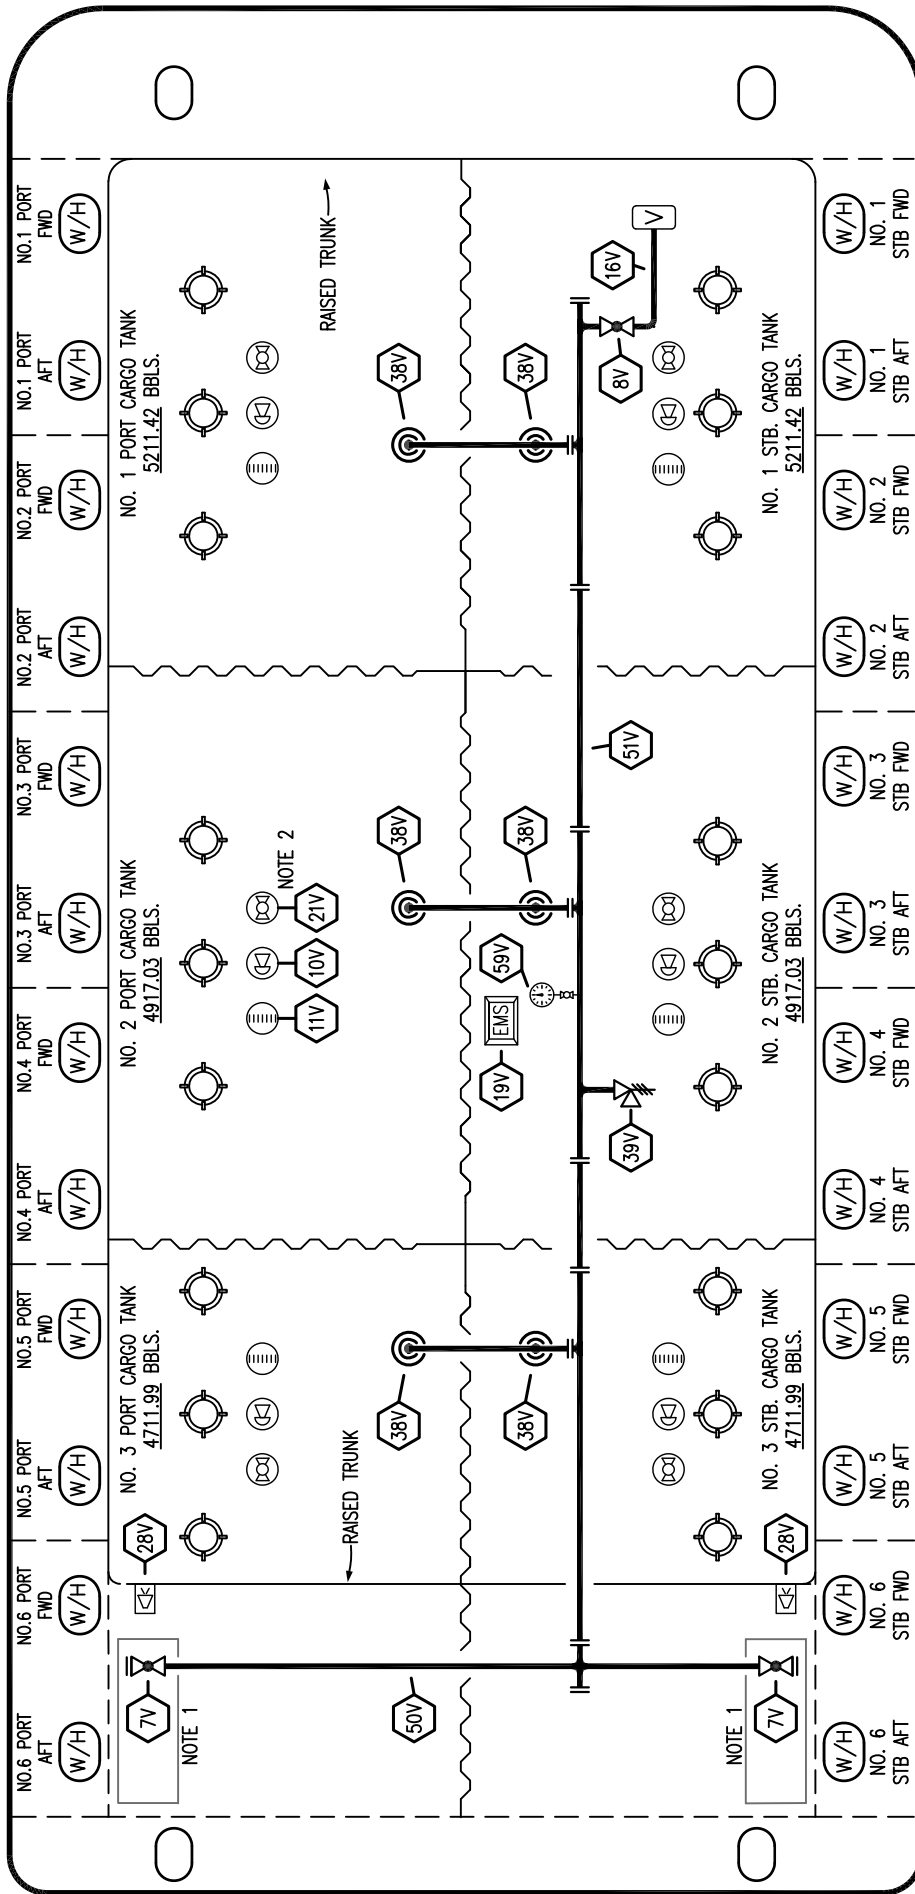 NO.6 PORT
AFT
NO.6 PORT
FWD
NO.5 PORT
AFT
NO.5 PORT
FWD
NO.4 PORT
AFT
NO.4 PORT
FWD
NO.3 PORT
AFT
NO.3 PORT
FWD
NO.2 PORT
AFT
NO.2 PORT
FWD
NO.1 PORT
AFT
NO.1 PORT
FWD
W/H
W/H
W/H
W/H
W/H
W/H
W/H
W/H
W/H
W/H
W/H
W/H
7V
28V
NOTE 1
NO. 3 PORT CARGO TANK
4711.99 BBLS.
NO. 2 PORT CARGO TANK
4917.03 BBLS.
NO. 1 PORT CARGO TANK
5211.42 BBLS.
NOTE 2
11V
10V
21V
RAISED TRUNK
RAISED TRUNK
50V
38V
38V
38V
19V
EMS
59V
38V
38V
38V
39V
51V
8V
16V
V
7V
28V
NOTE 1
NO. 3 STB. CARGO TANK
4711.99 BBLS.
NO. 2 STB. CARGO TANK
4917.03 BBLS.
NO. 1 STB. CARGO TANK
5211.42 BBLS.
W/H
W/H
W/H
W/H
W/H
W/H
W/H
W/H
W/H
W/H
W/H
W/H
NO. 6
STB AFT
NO. 6
STB FWD
NO. 5
STB AFT
NO. 5
STB FWD
NO. 4
STB AFT
NO. 4
STB FWD
NO. 3
STB AFT
NO. 3
STB FWD
NO. 2
STB AFT
NO. 2
STB FWD
NO. 1
STB AFT
NO. 1
STB FWD